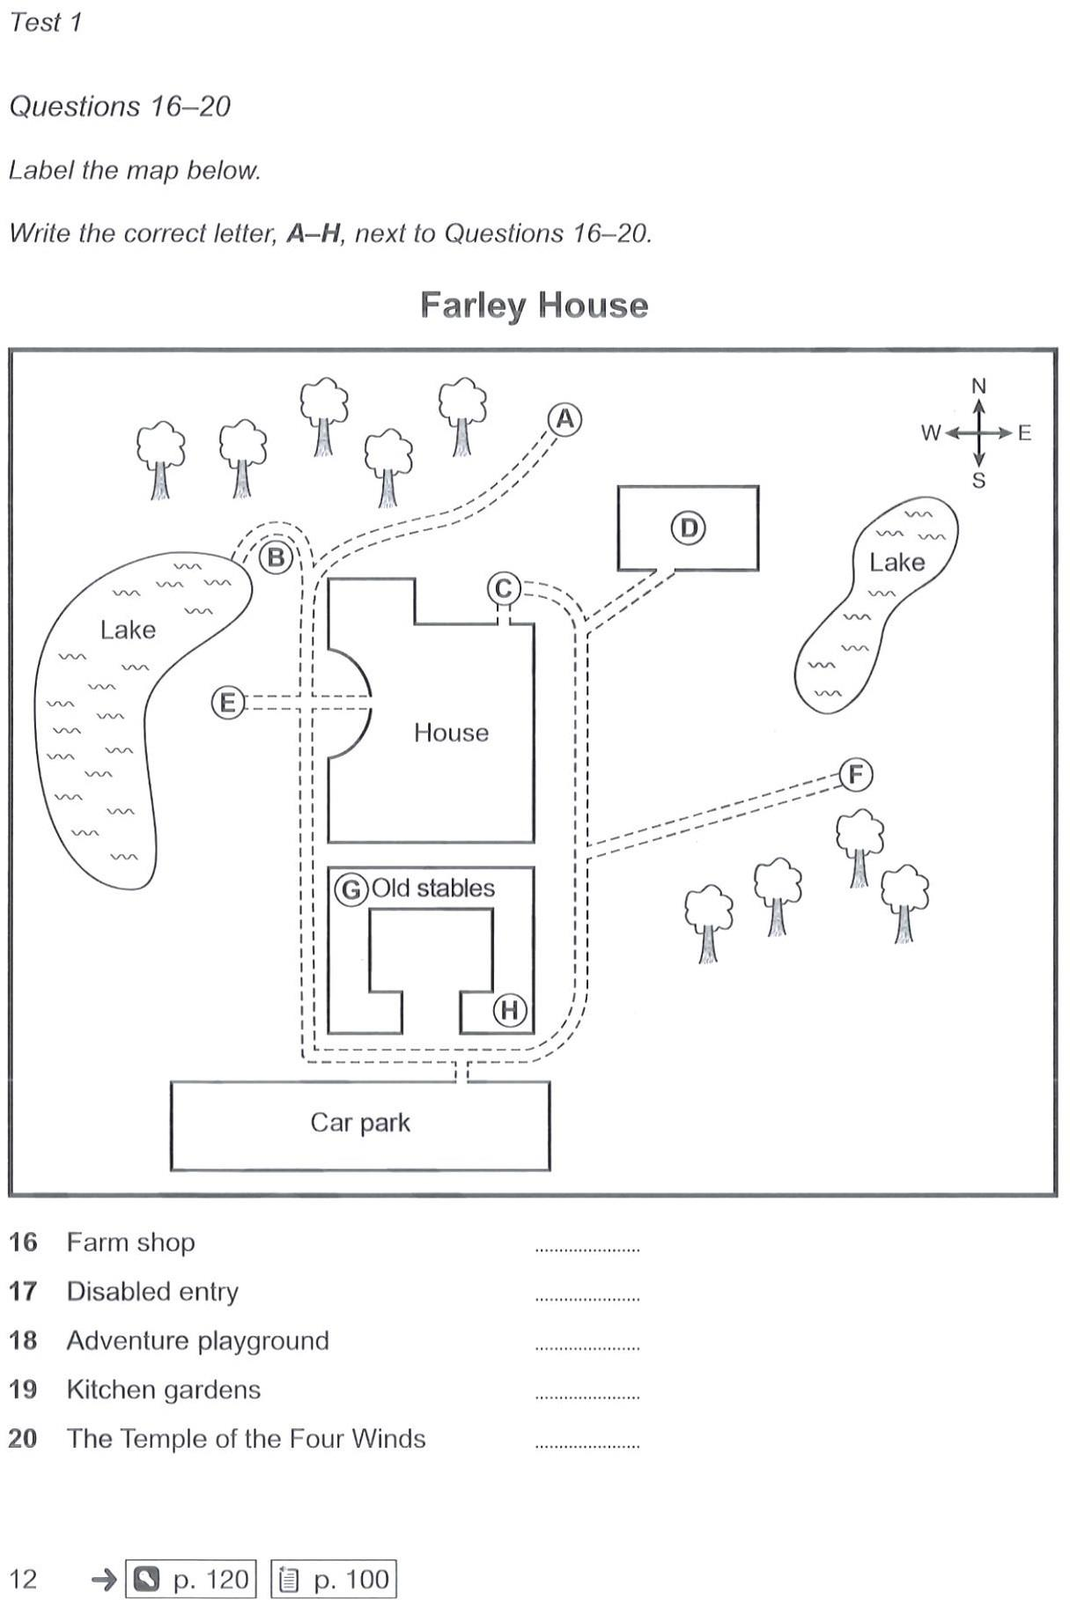 Test 1
Questions 16–20
Label the map below.
Write the correct letter, A–H, next to Questions 16–20.
Farley House
A
N
W E
S
D
B
Lake
C
Lake
E
House
F
G Old stables
H
Car park
16 Farm shop ......................
17 Disabled entry ......................
18 Adventure playground ......................
19 Kitchen gardens ......................
20 The Temple of the Four Winds ......................
12 → p. 120 p. 100